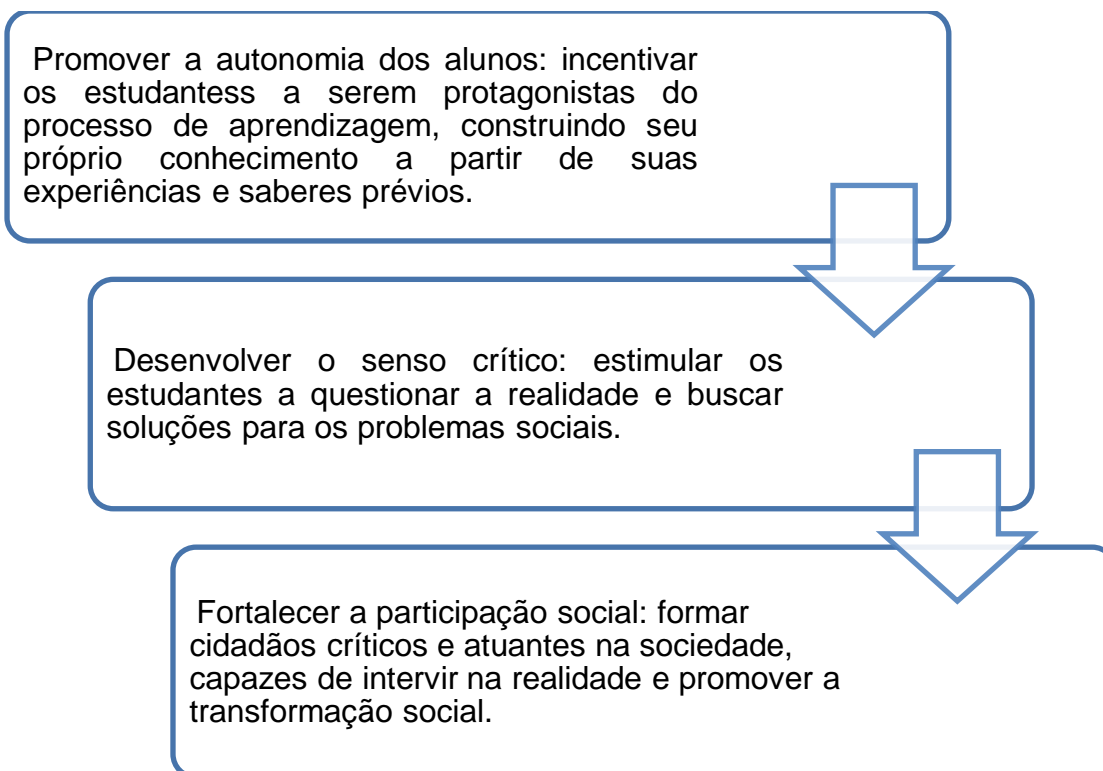 Promover a autonomia dos alunos: incentivar
os estudantess a serem protagonistas do
processo de aprendizagem, construindo seu
próprio conhecimento a partir de suas
experiências e saberes prévios.
Desenvolver o senso crítico: estimular os
estudantes a questionar a realidade e buscar
soluções para os problemas sociais.
Fortalecer a participação social: formar
cidadãos críticos e atuantes na sociedade,
capazes de intervir na realidade e promover a
transformação social.